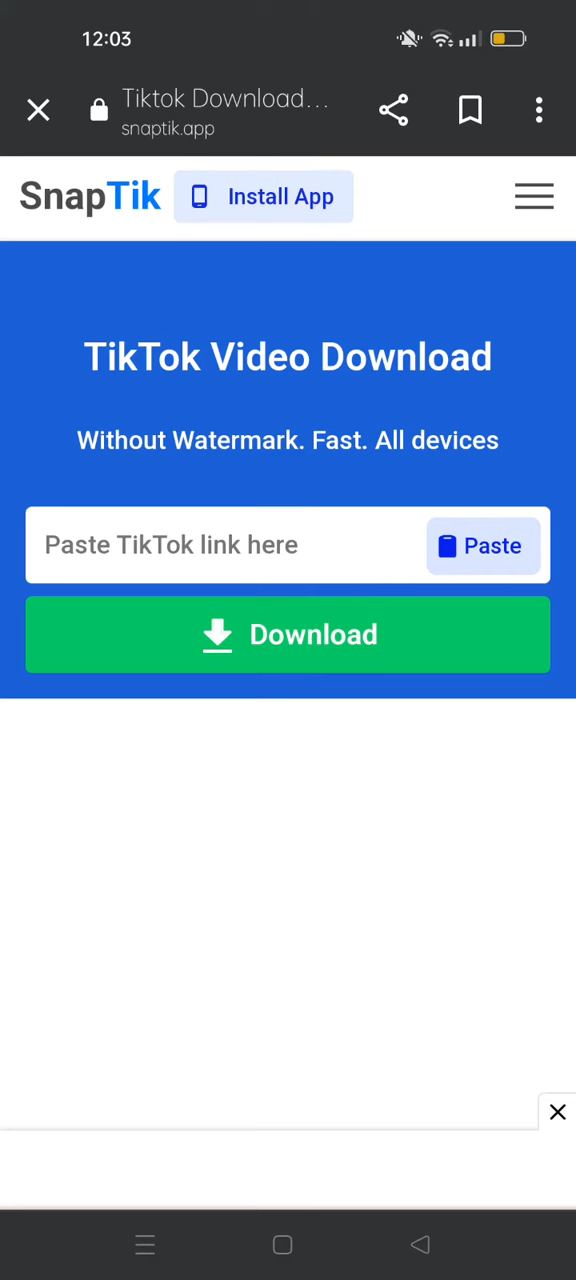 12:03
Tiktok Download...
snaptik.app
SnapTik
Install App
TikTok Video Download
Without Watermark. Fast. All devices
Paste TikTok link here
Paste
Download